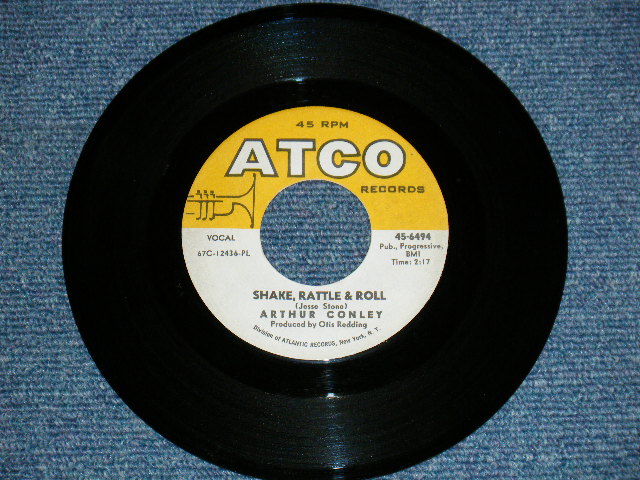 45 RPM
ATCO
RECORDS
VOCAL
67C-12436-PL
45-6494
Pub., Progressive,
BMI
Time: 2:17
SHAKE, RATTLE & ROLL
(Jesse Stone)
ARTHUR CONLEY
Produced by Otis Redding
Division of ATLANTIC RECORDS, New York, N. Y.